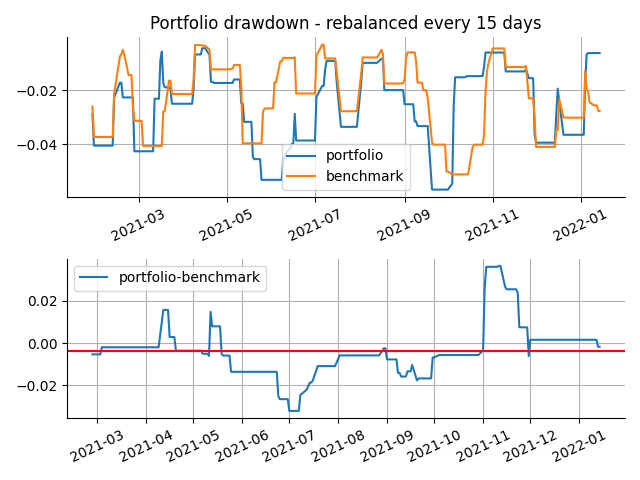 Portfolio drawdown - rebalanced every 15 days
−0.02
−0.04
portfolio
benchmark
2021-03 2021-05 2021-07 2021-09 2021-11 2022-01
portfolio-benchmark
0.02
0.00
−0.02
2021-03 2021-04 2021-05 2021-06 2021-07 2021-08 2021-09 2021-10 2021-11 2021-12 2022-01